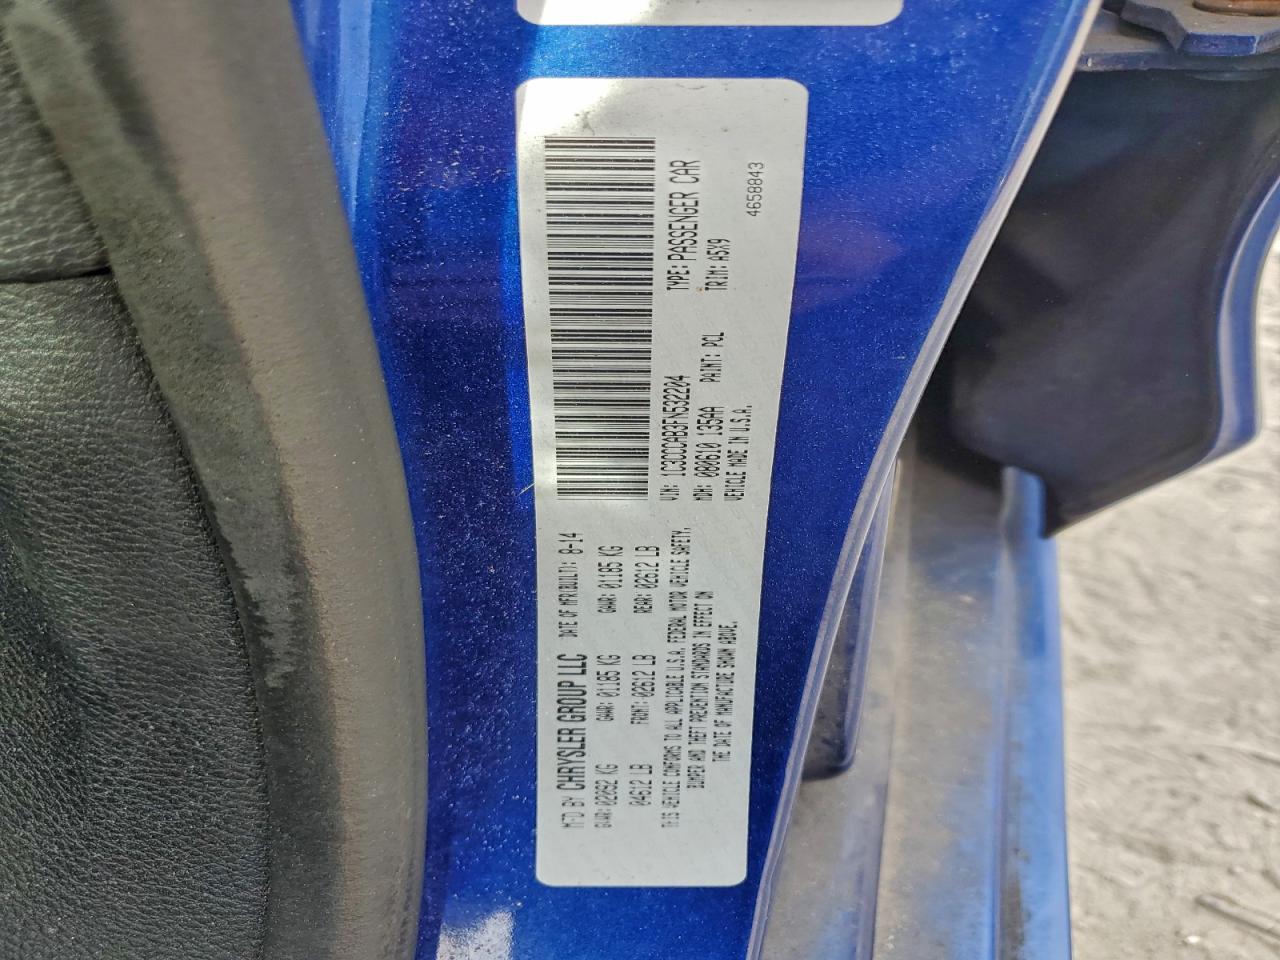 MFD BY CHRYSLER GROUP LLC DATE OF MFR(BUILT): 8-14
GVWR: 02092 KG GAWR: 01185 KG GAWR: 01185 KG
04612 LB FRONT: 02612 LB REAR: 02612 LB
THIS VEHICLE CONFORMS TO ALL APPLICABLE U.S.A. FEDERAL MOTOR VEHICLE SAFETY,
BUMPER AND THEFT PREVENTION STANDARDS IN EFFECT ON
THE DATE OF MANUFACTURE SHOWN ABOVE.
VIN: 1C3CCCAB3FN532204 TYPE: PASSENGER CAR
MDH: 080610 135AA PAINT: PCL TRIM: A5X9
VEHICLE MADE IN U.S.A. 4658843